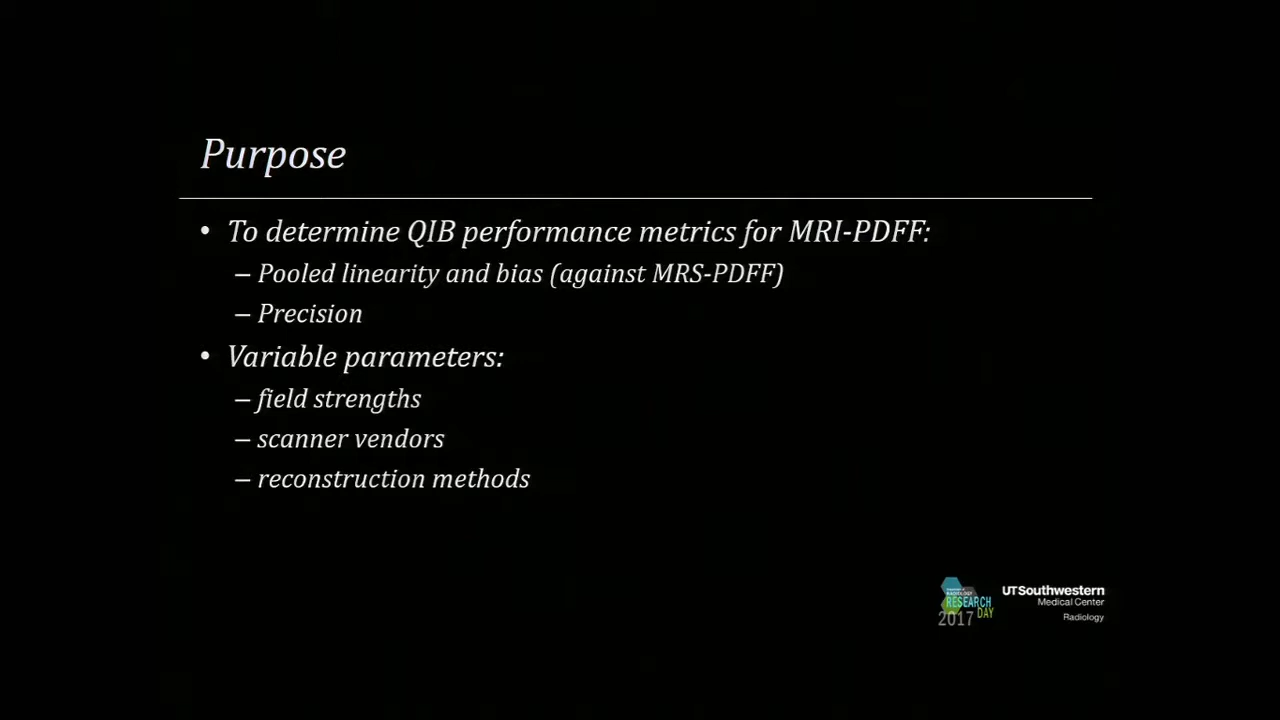 Purpose
• To determine QIB performance metrics for MRI-PDFF:
– Pooled linearity and bias (against MRS-PDFF)
– Precision
• Variable parameters:
– field strengths
– scanner vendors
– reconstruction methods
RADIOLOGY
RESEARCH
DAY
2017
UTSouthwestern
Medical Center
Radiology